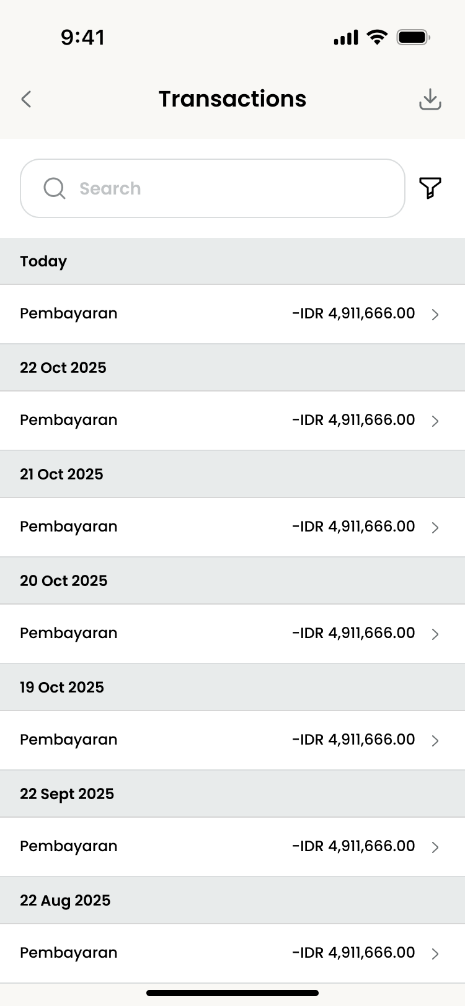 9:41
Transactions
Search
Today
Pembayaran -IDR 4,911,666.00
22 Oct 2025
Pembayaran -IDR 4,911,666.00
21 Oct 2025
Pembayaran -IDR 4,911,666.00
20 Oct 2025
Pembayaran -IDR 4,911,666.00
19 Oct 2025
Pembayaran -IDR 4,911,666.00
22 Sept 2025
Pembayaran -IDR 4,911,666.00
22 Aug 2025
Pembayaran -IDR 4,911,666.00